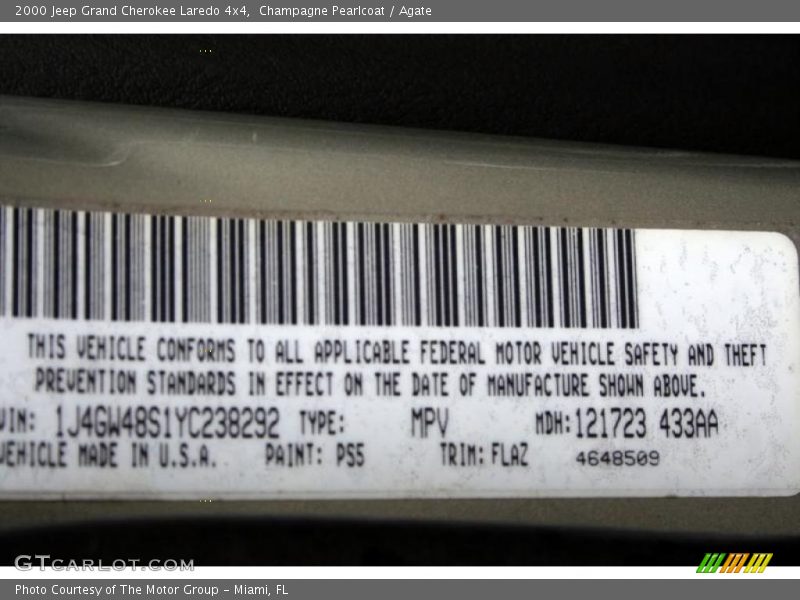 2000 Jeep Grand Cherokee Laredo 4x4,  Champagne Pearlcoat / Agate
THIS VEHICLE CONFORMS TO ALL APPLICABLE FEDERAL MOTOR VEHICLE SAFETY AND THEFT
PREVENTION STANDARDS IN EFFECT ON THE DATE OF MANUFACTURE SHOWN ABOVE.
VIN: 1J4GW48S1YC238292 TYPE: MPV MDH: 121723 433AA
VEHICLE MADE IN U.S.A. PAINT: PS5 TRIM: FLAZ 4648509
GTCARLOT.COM
Photo Courtesy of The Motor Group – Miami, FL